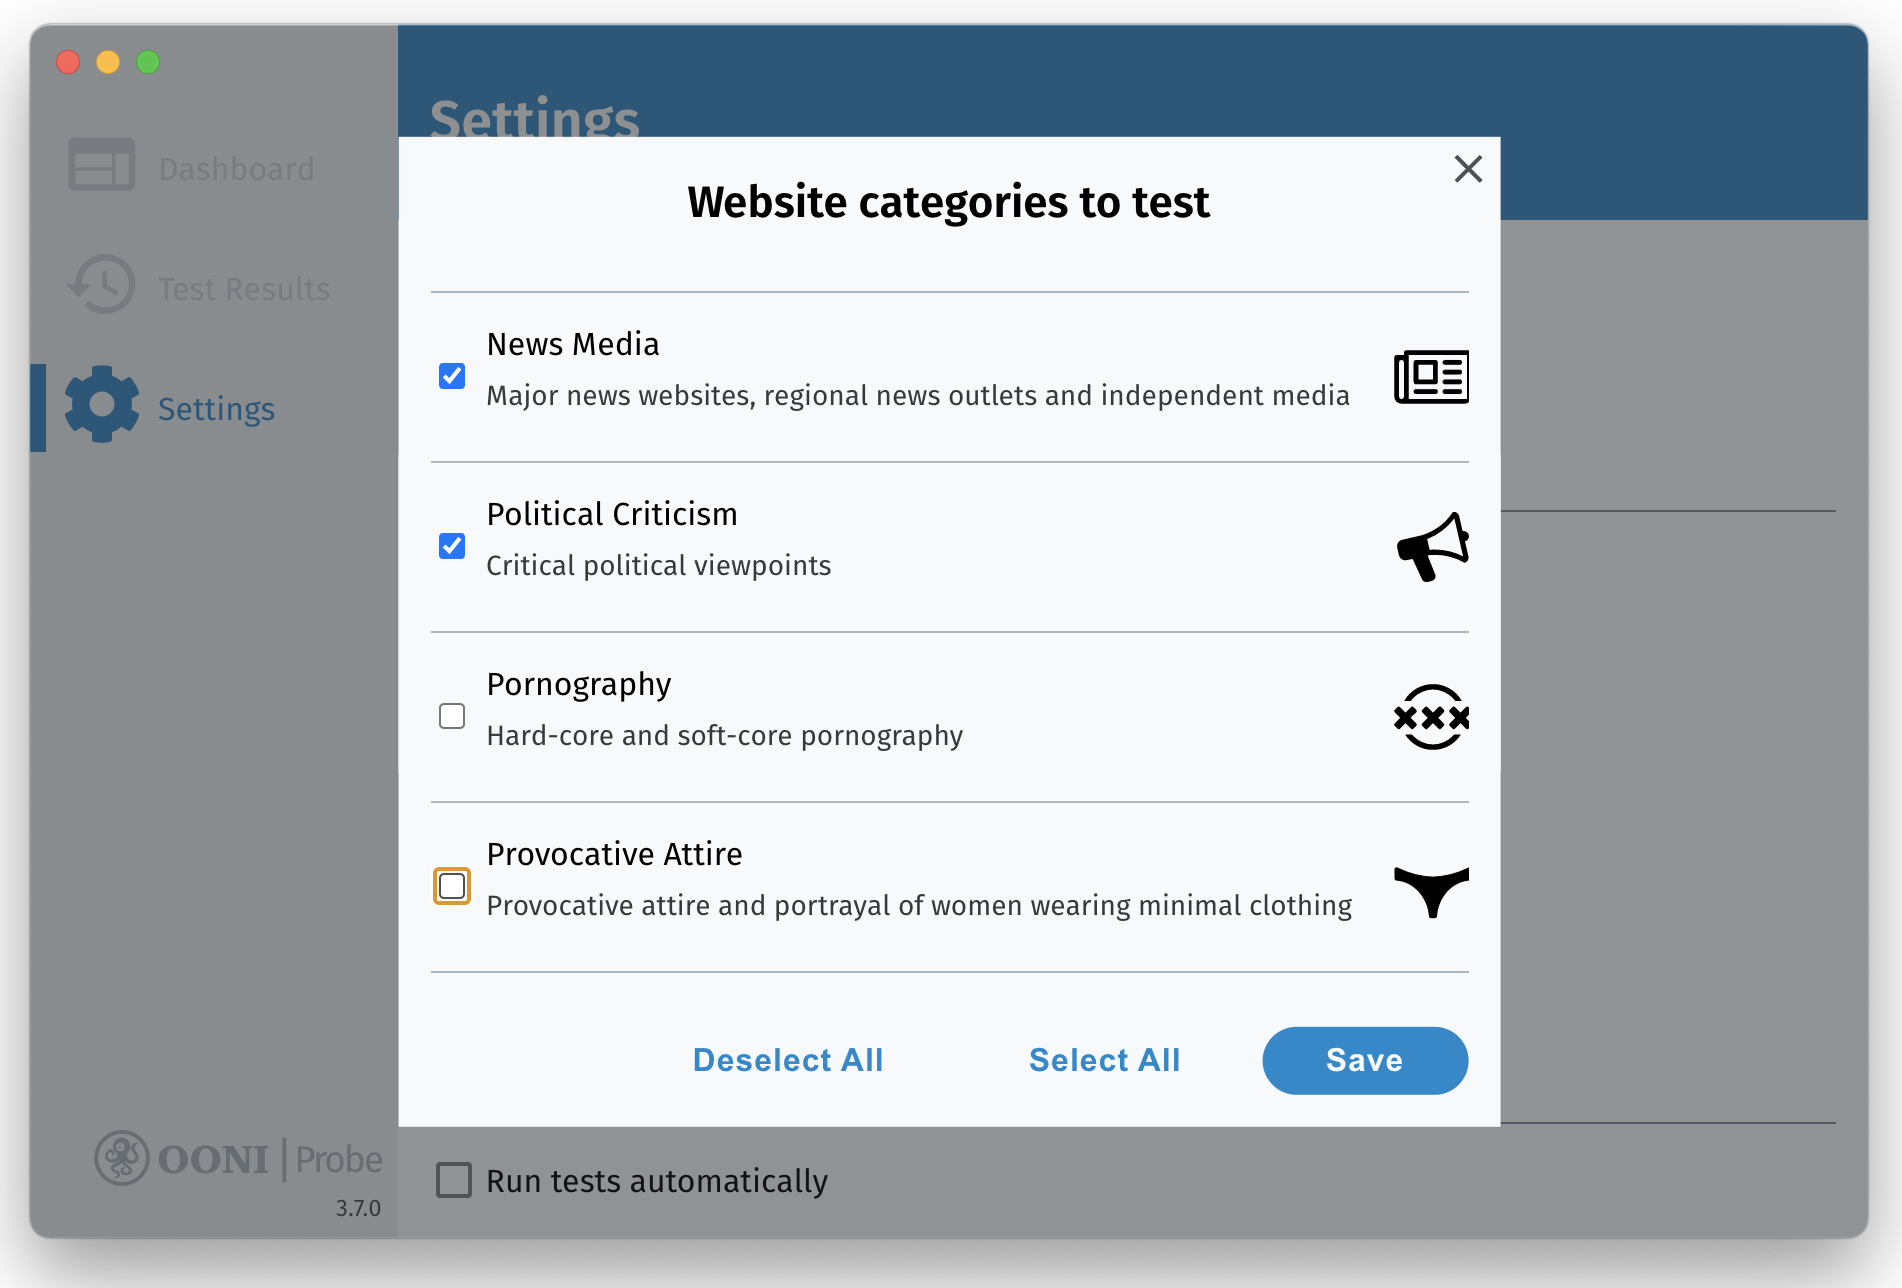 Settings
Dashboard
Test Results
Settings
Website categories to test
News Media
Major news websites, regional news outlets and independent media
Political Criticism
Critical political viewpoints
Pornography
Hard-core and soft-core pornography
Provocative Attire
Provocative attire and portrayal of women wearing minimal clothing
Deselect All
Select All
Save
Run tests automatically
OONI | Probe
3.7.0